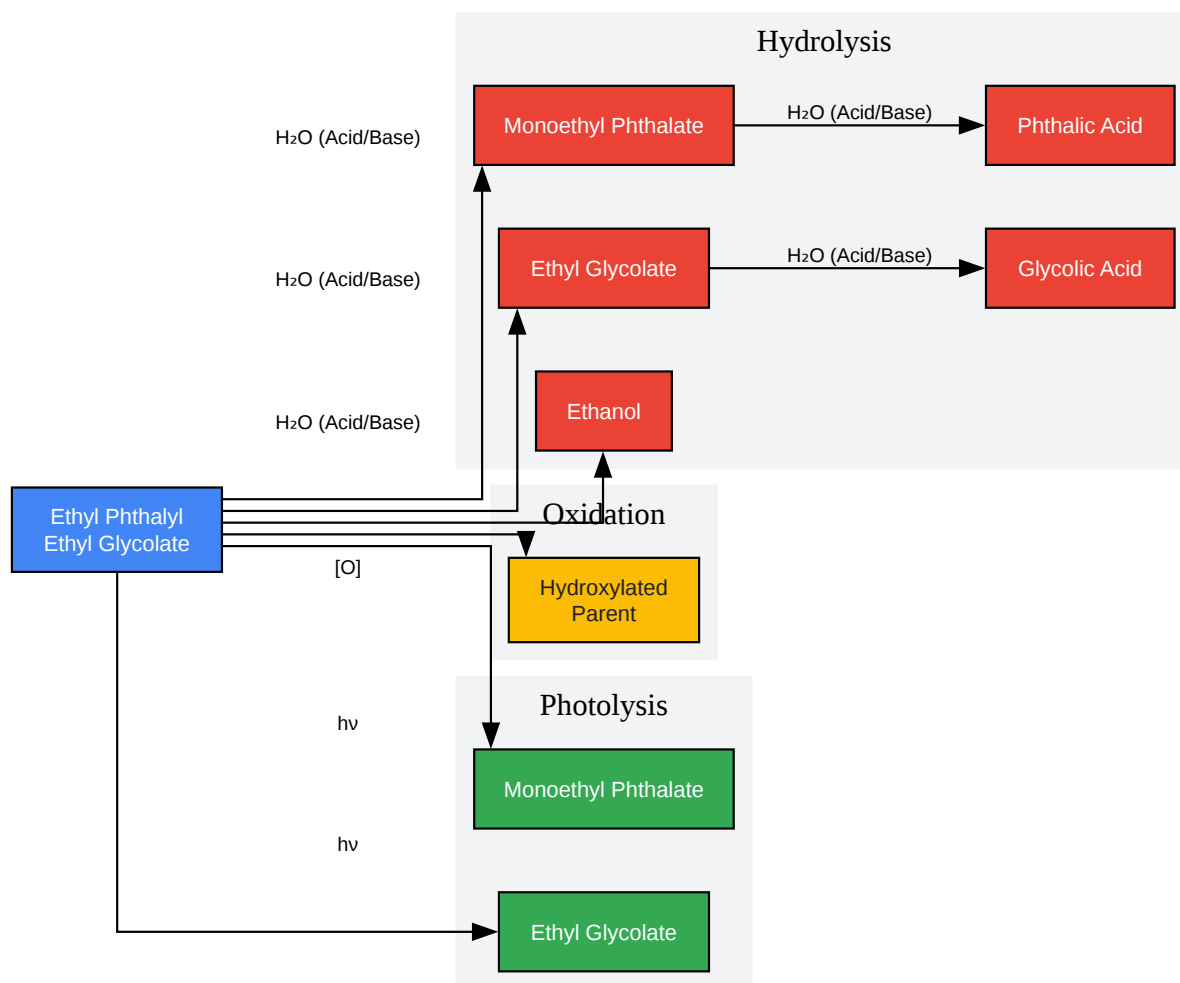 Hydrolysis
H₂O (Acid/Base)
Monoethyl Phthalate
H₂O (Acid/Base)
Phthalic Acid
H₂O (Acid/Base)
Ethyl Glycolate
H₂O (Acid/Base)
Glycolic Acid
H₂O (Acid/Base)
Ethanol
Ethyl Phthalyl
Ethyl Glycolate
Oxidation
[O]
Hydroxylated
Parent
Photolysis
hν
Monoethyl Phthalate
hν
Ethyl Glycolate